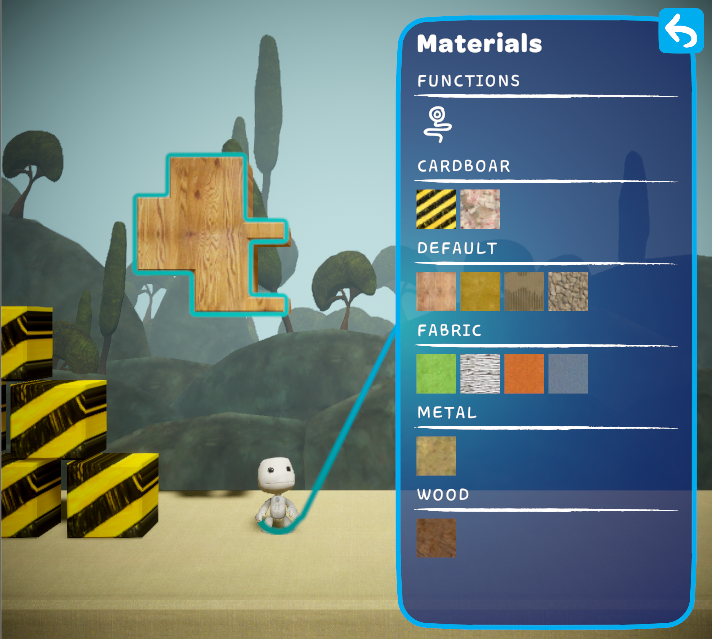 Materials
FUNCTIONS
CARDBOAR
DEFAULT
FABRIC
METAL
WOOD